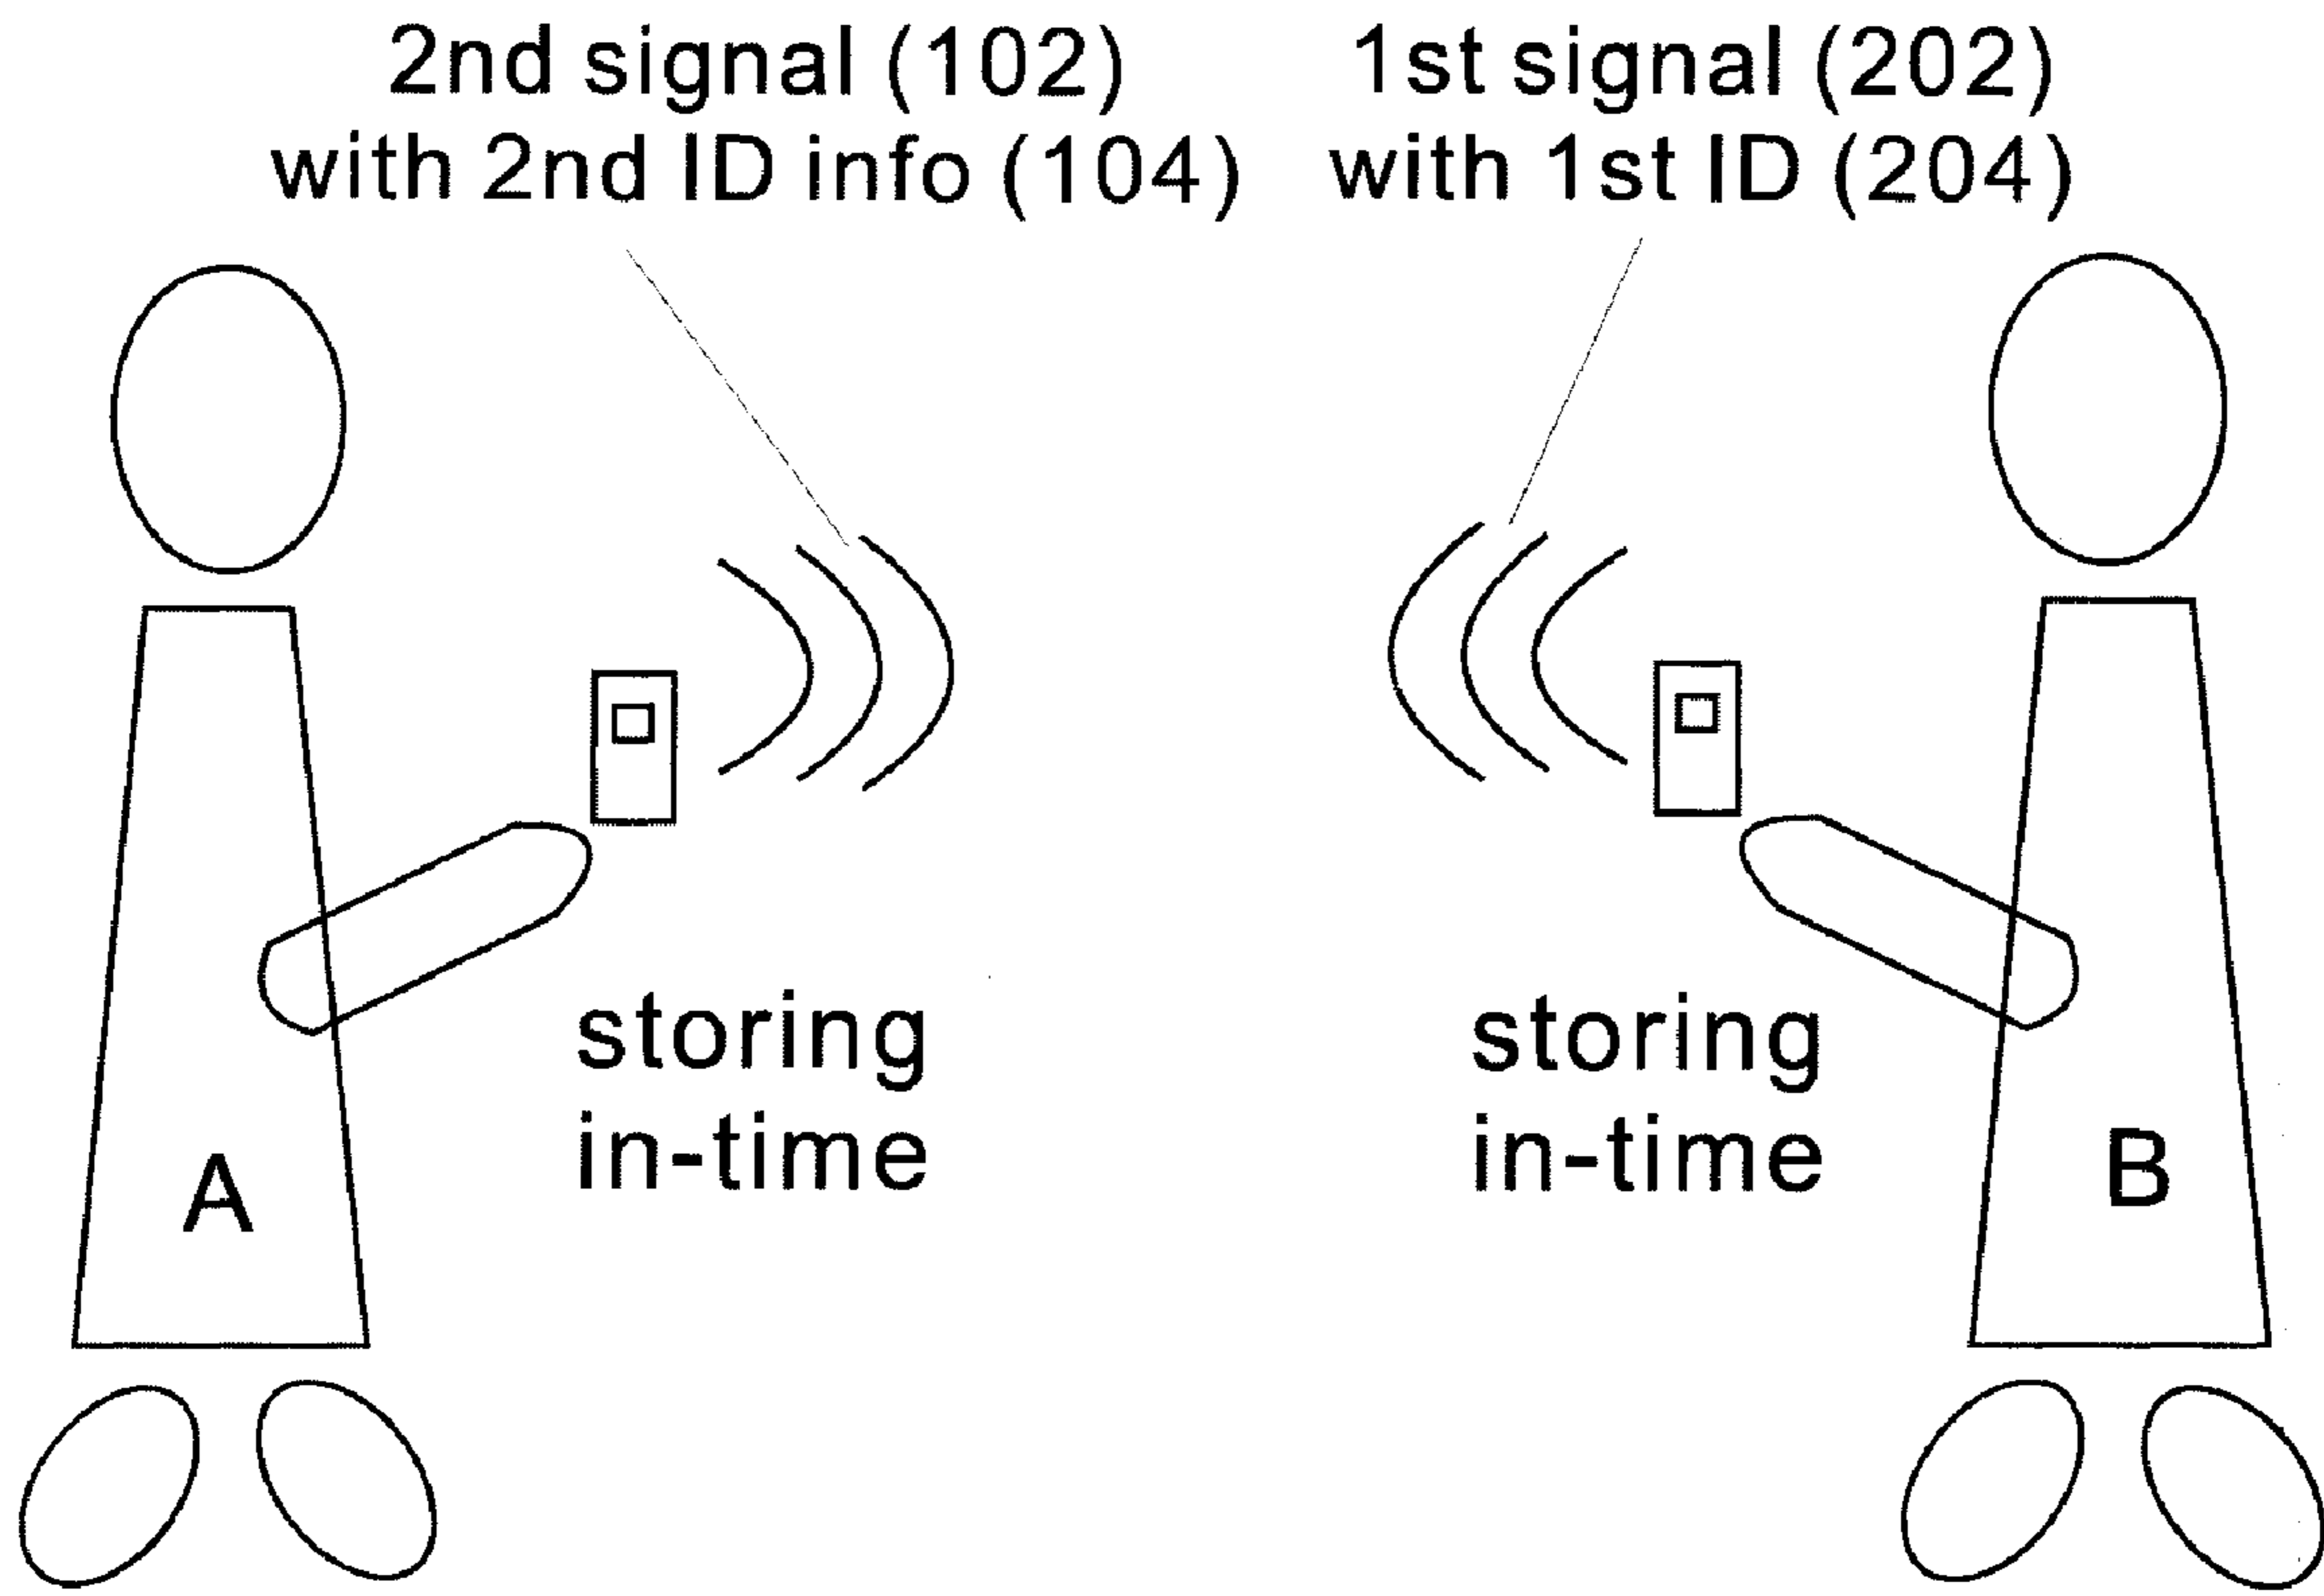 2nd signal (102)
with 2nd ID info (104)
1st signal (202)
with 1st ID (204)
storing
in-time
storing
in-time
A
B